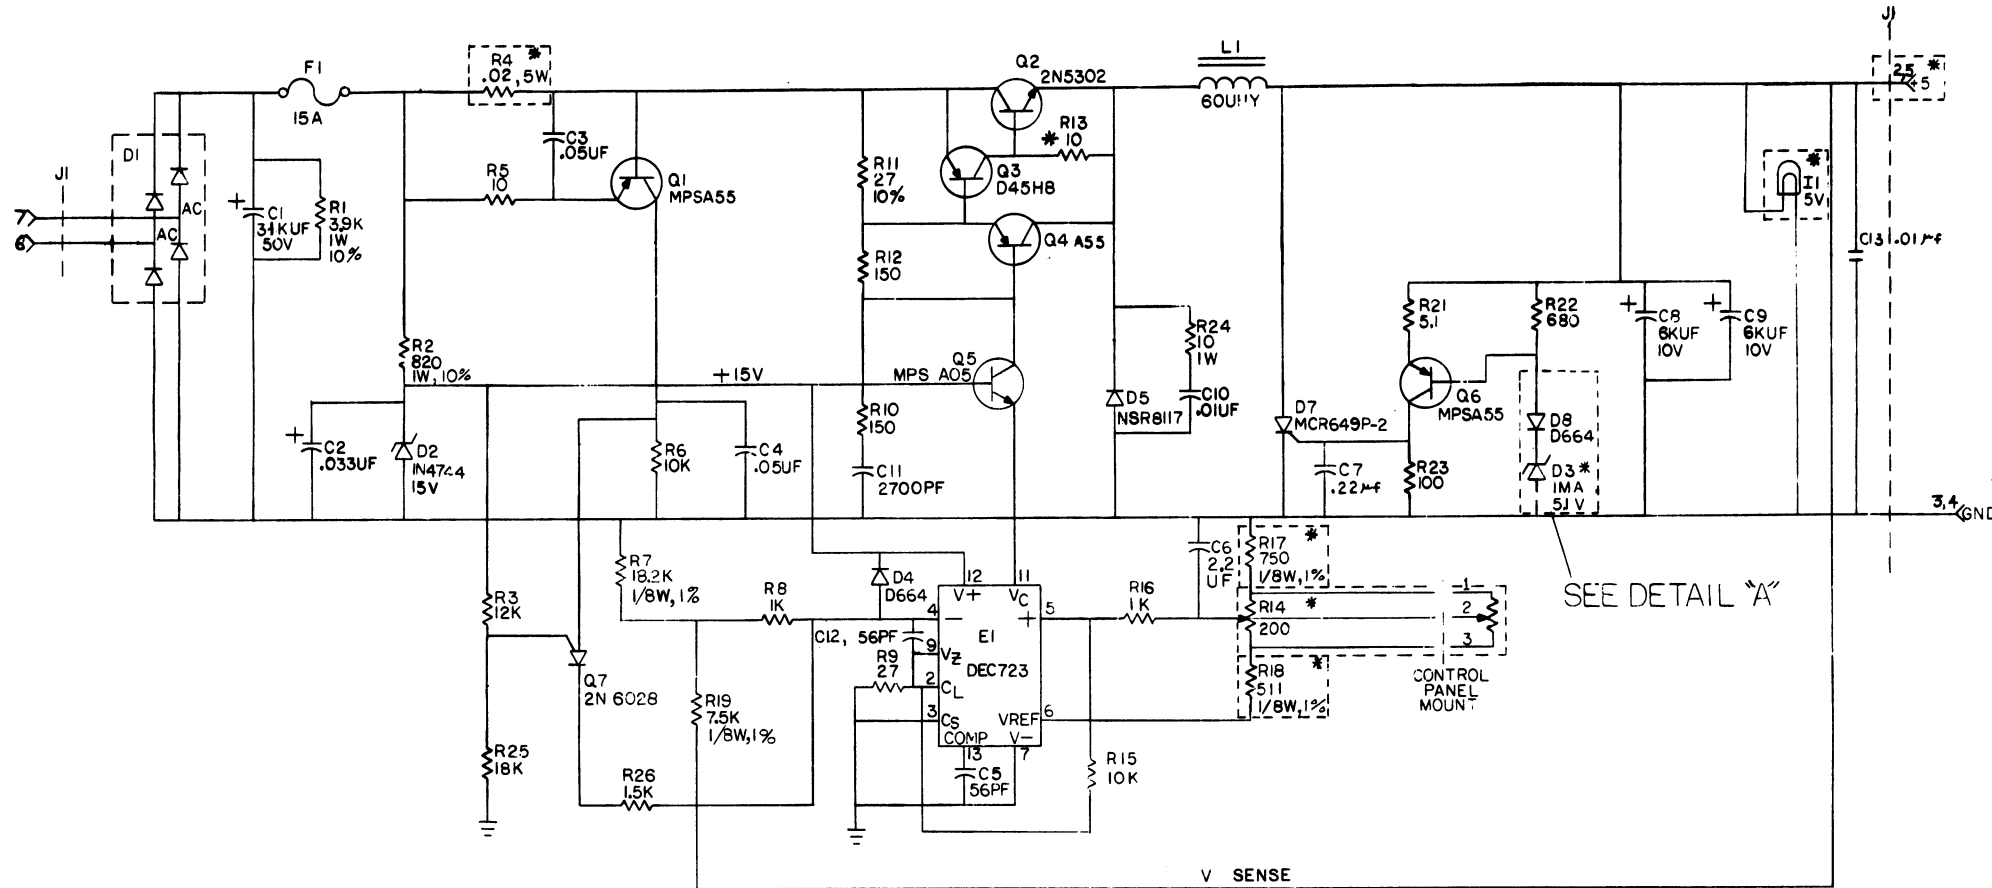 J1
7
6
D1
AC
AC
+
C1
31KUF
50V
R1
3.9K
1W
10%
F1
15A
R4 *
.02, 5W
C3
.05UF
R5
10
Q1
MPSA55
R2
820
1W, 10%
+15V
+
C2
.033UF
D2
IN4744
15V
R6
10K
C4
.05UF
R11
27
10%
R12
150
R10
150
C11
2700PF
Q2
2N5302
* R13
10
Q3
D45H8
Q4 A55
Q5
MPS A05
L1
60UHY
R24
10
1W
C10
.01UF
D5
NSR8117
D7
MCR649P-2
C7
.22µf
R21
5.1
R22
680
Q6
MPSA55
R23
100
D8
D664
D3 *
1MA
5.1V
+
C8
6KUF
10V
+
C9
6KUF
10V
*
I1
5V
C13 .01µf
J1
2,5 *
+5
3,4
GND
SEE DETAIL "A"
R3
12K
R25
18K
Q7
2N 6028
R26
1.5K
R7
18.2K
1/8W, 1%
R19
7.5K
1/8W, 1%
R8
1K
D4
D664
C12, 56PF
R9
27
12
V+
11
VC
4
−
5
+
E1
9
VZ
DEC723
2
CL
3
CS
VREF
6
COMP
V−
13
7
C5
56PF
R16
1K
R15
10K
C6
2.2
UF
R17 *
750
1/8W, 1%
R14 *
200
R18 *
511
1/8W, 1%
1
2
3
CONTROL
PANEL
MOUNT
V SENSE